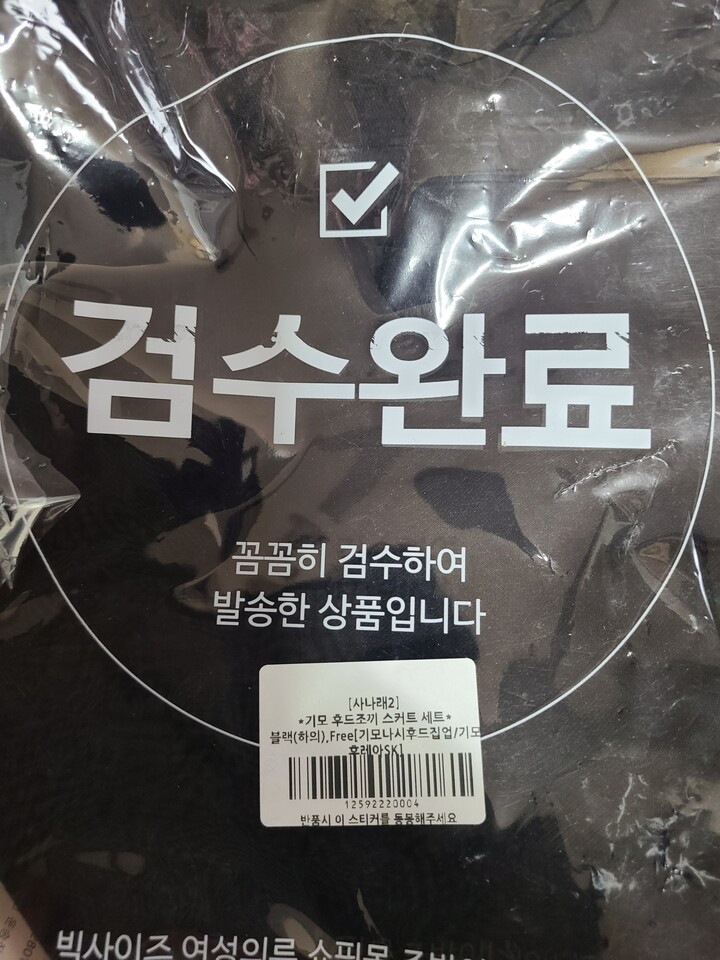 검수완료
꼼꼼히 검수하여
발송한 상품입니다
[사나래2]
*기모 후드조끼 스커트 세트*
블랙(하의),Free[기모나시후드집업/기모
후레아SK]
12592220004
반품시 이 스티커를 동봉해주세요
빅사이즈 여성의류 쇼핑몰